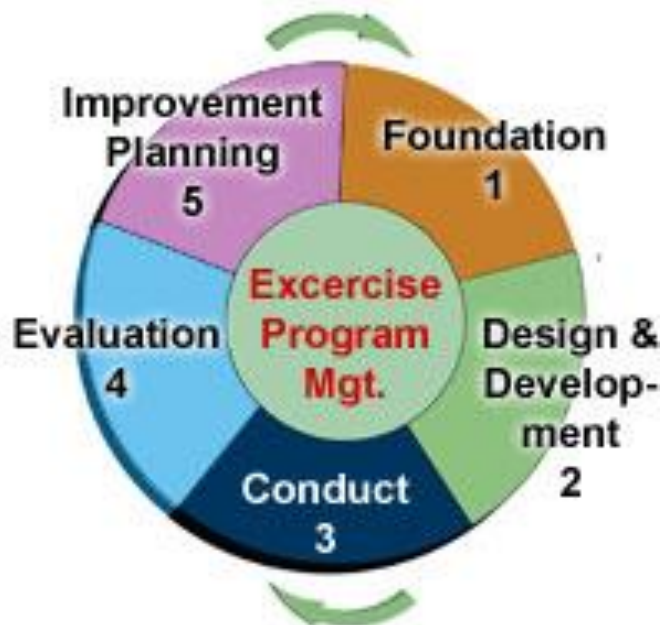 Improvement
Planning
5
Foundation
1
Design &
Develop-
ment
2
Conduct
3
Evaluation
4
Excercise
Program
Mgt.